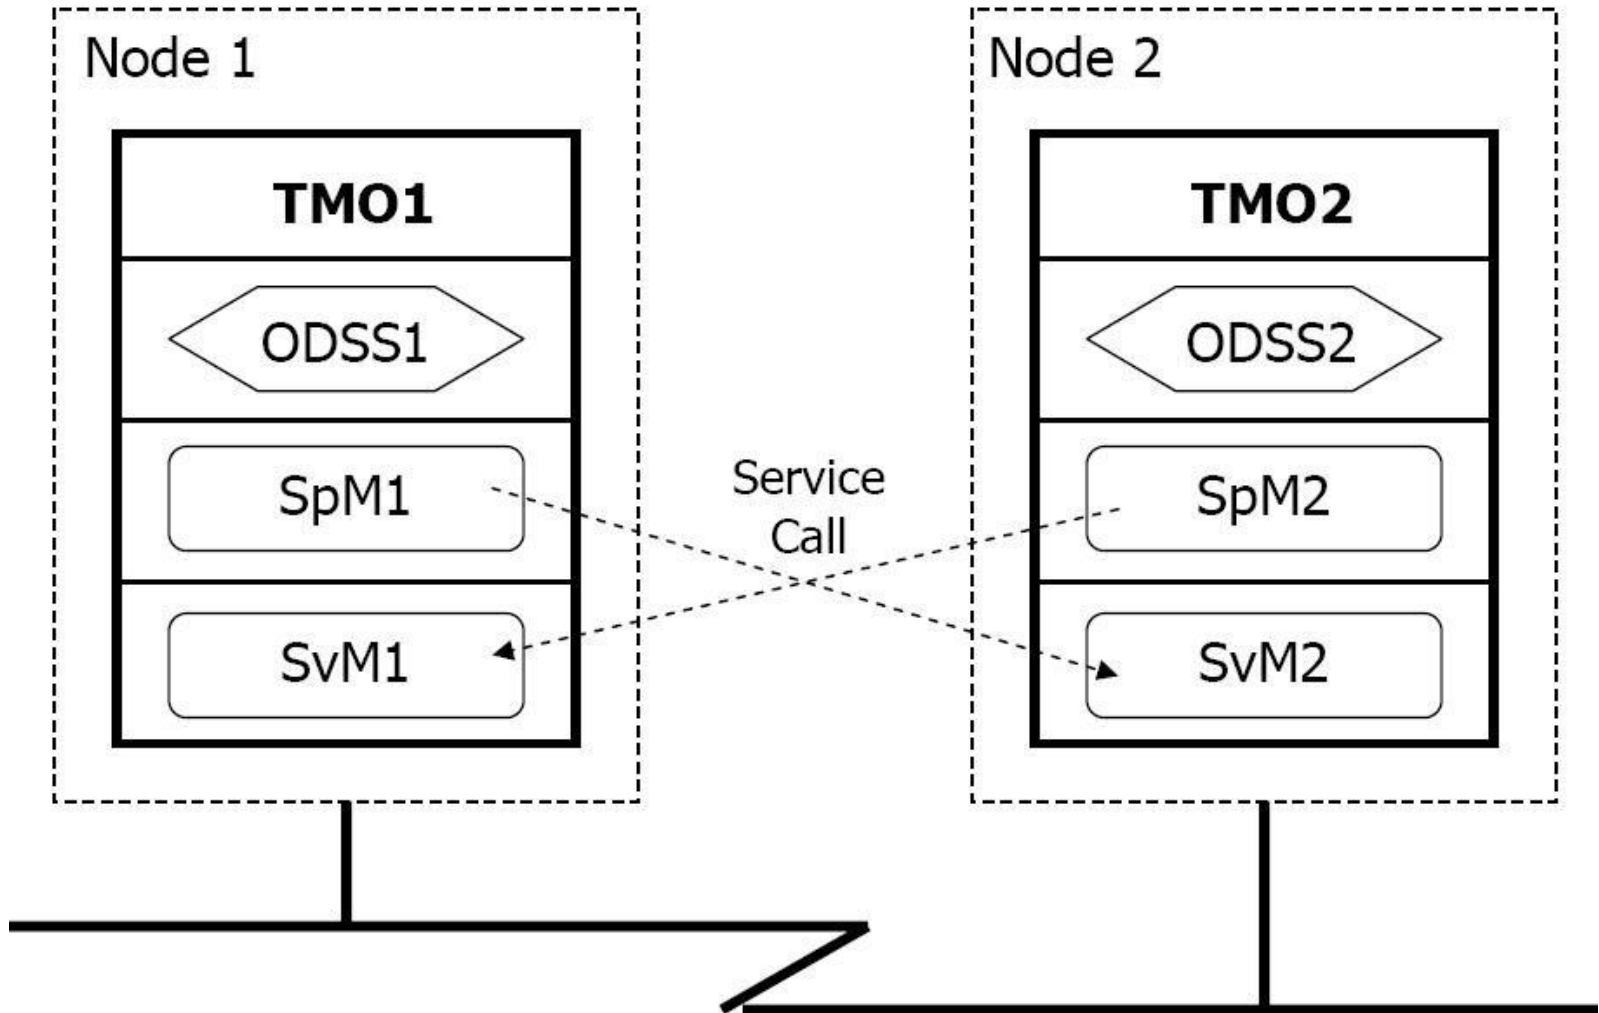 Node 1
TMO1
ODSS1
SpM1
SvM1
Service
Call
Node 2
TMO2
ODSS2
SpM2
SvM2